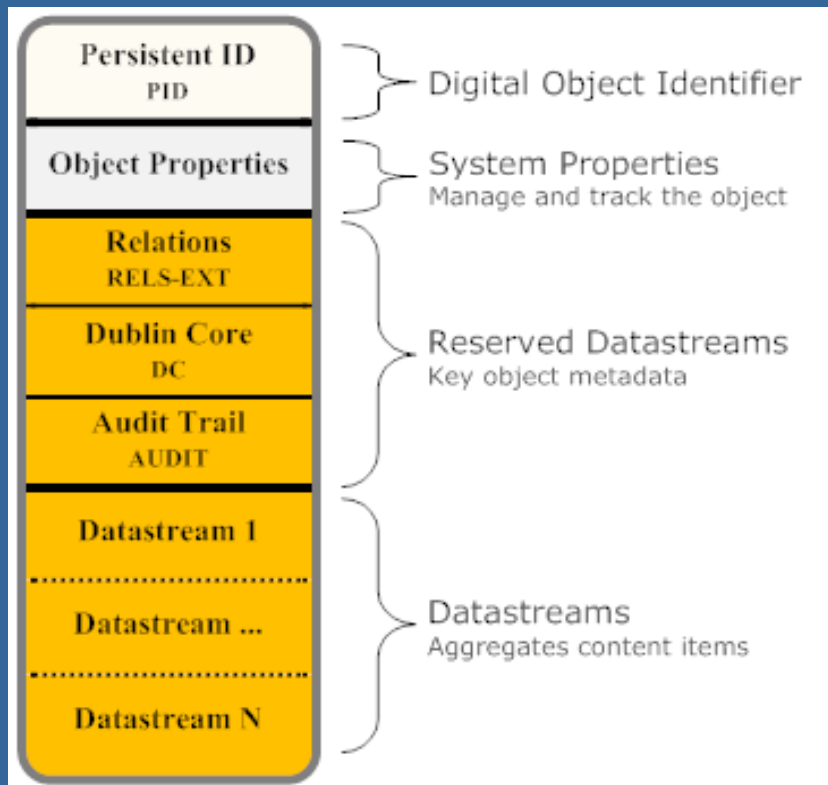 Persistent ID
PID
Digital Object Identifier
Object Properties
System Properties
Manage and track the object
Relations
RELS-EXT
Dublin Core
DC
Audit Trail
AUDIT
Reserved Datastreams
Key object metadata
Datastream 1
Datastream ...
Datastream N
Datastreams
Aggregates content items